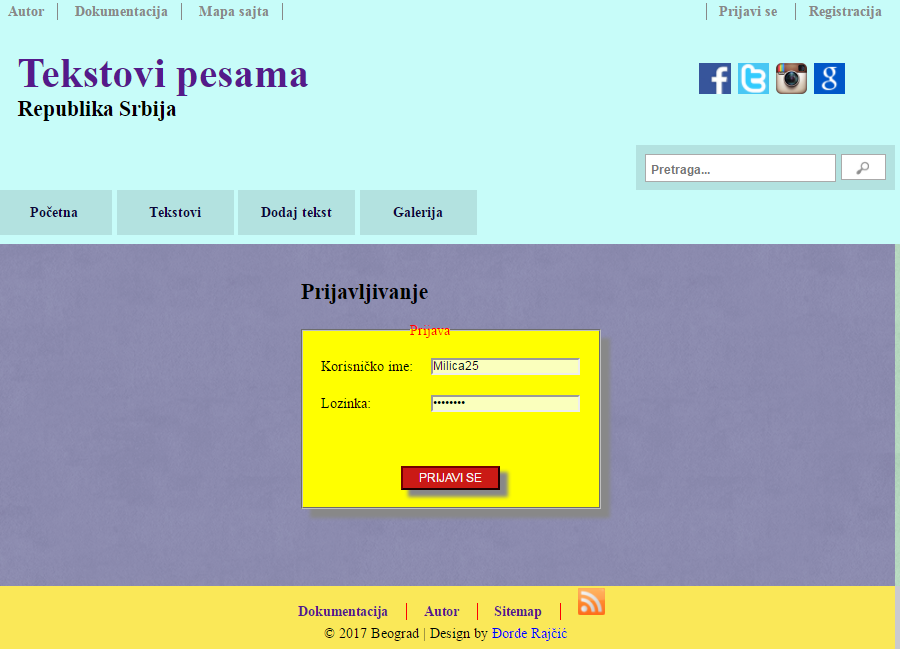 Autor Dokumentacija Mapa sajta Prijavi se Registracija
Tekstovi pesama
Republika Srbija
Pretraga...
Početna Tekstovi Dodaj tekst Galerija
Prijavljivanje
Prijava
Korisničko ime: Milica25
Lozinka: ••••••••
PRIJAVI SE
Dokumentacija Autor Sitemap
© 2017 Beograd | Design by Đorđe Rajčić